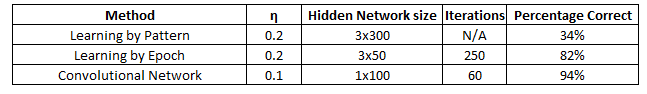 Method η Hidden Network size Iterations Percentage Correct
Learning by Pattern 0.2 3x300 N/A 34%
Learning by Epoch 0.2 3x50 250 82%
Convolutional Network 0.1 1x100 60 94%